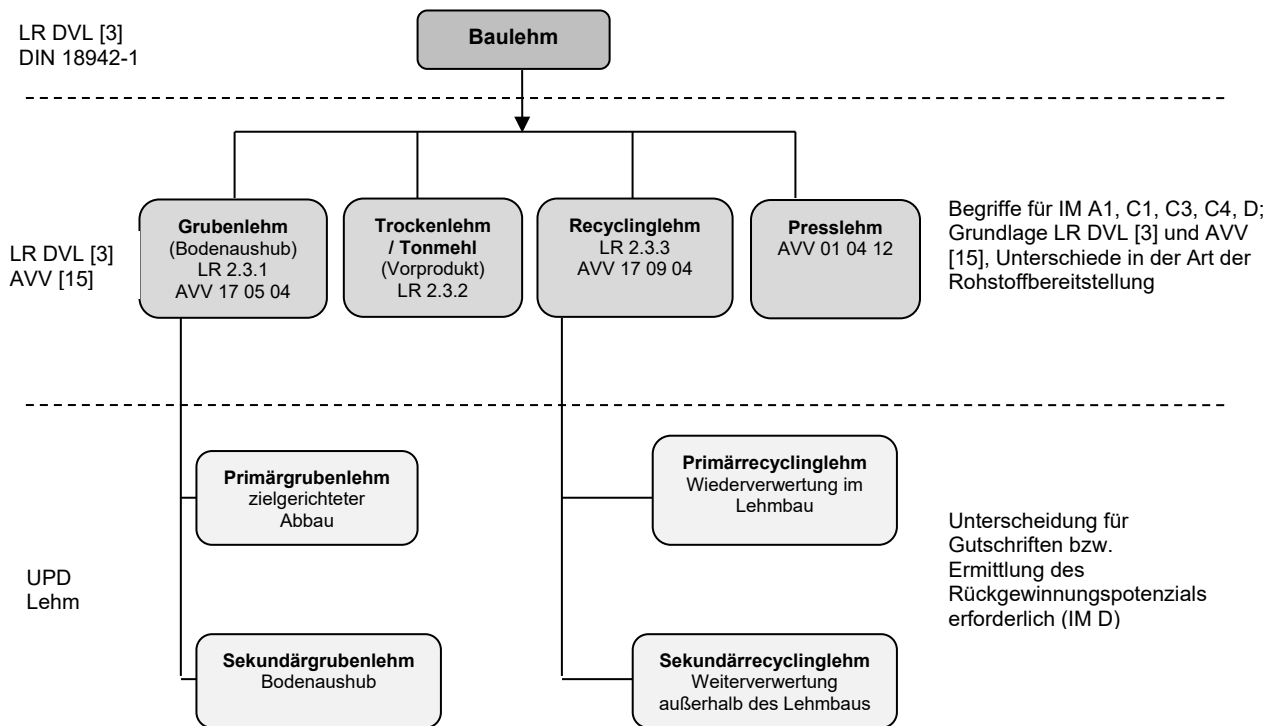 LR DVL [3]
DIN 18942-1
Baulehm
LR DVL [3]
AVV [15]
Grubenlehm
(Bodenaushub)
LR 2.3.1
AVV 17 05 04
Trockenlehm
/ Tonmehl
(Vorprodukt)
LR 2.3.2
Recyclinglehm
LR 2.3.3
AVV 17 09 04
Presslehm
AVV 01 04 12
Begriffe für IM A1, C1, C3, C4, D;
Grundlage LR DVL [3] und AVV
[15], Unterschiede in der Art der
Rohstoffbereitstellung
UPD
Lehm
Primärgrubenlehm
zielgerichteter
Abbau
Primärrecyclinglehm
Wiederverwertung im
Lehmbau
Sekundärgrubenlehm
Bodenaushub
Sekundärrecyclinglehm
Weiterverwertung
außerhalb des Lehmbaus
Unterscheidung für
Gutschriften bzw.
Ermittlung des
Rückgewinnungspotenzials
erforderlich (IM D)